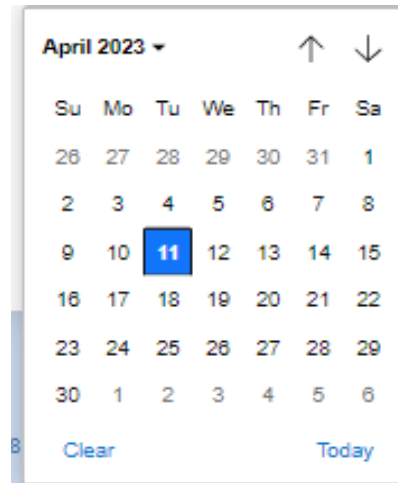 April 2023
Su Mo Tu We Th Fr Sa
26 27 28 29 30 31 1
2 3 4 5 6 7 8
9 10 11 12 13 14 15
16 17 18 19 20 21 22
23 24 25 26 27 28 29
30 1 2 3 4 5 6
8
Clear Today